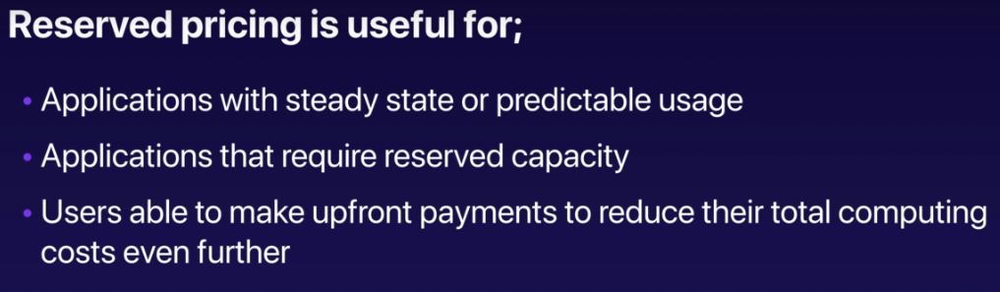 Reserved pricing is useful for;
• Applications with steady state or predictable usage
• Applications that require reserved capacity
• Users able to make upfront payments to reduce their total computing
costs even further